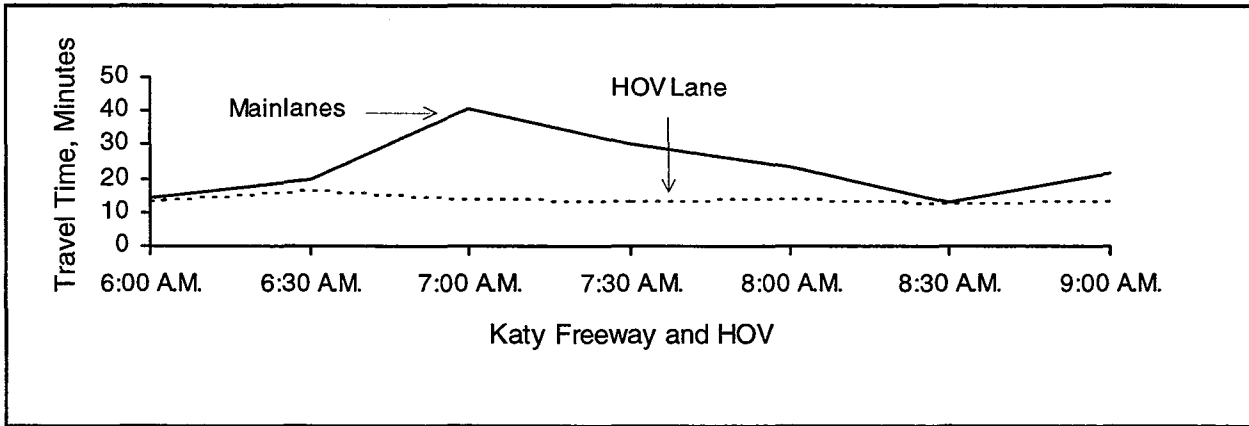 Travel Time, Minutes
50
40
30
20
10
0
Mainlanes
HOV Lane
6:00 A.M.
6:30 A.M.
7:00 A.M.
7:30 A.M.
8:00 A.M.
8:30 A.M.
9:00 A.M.
Katy Freeway and HOV